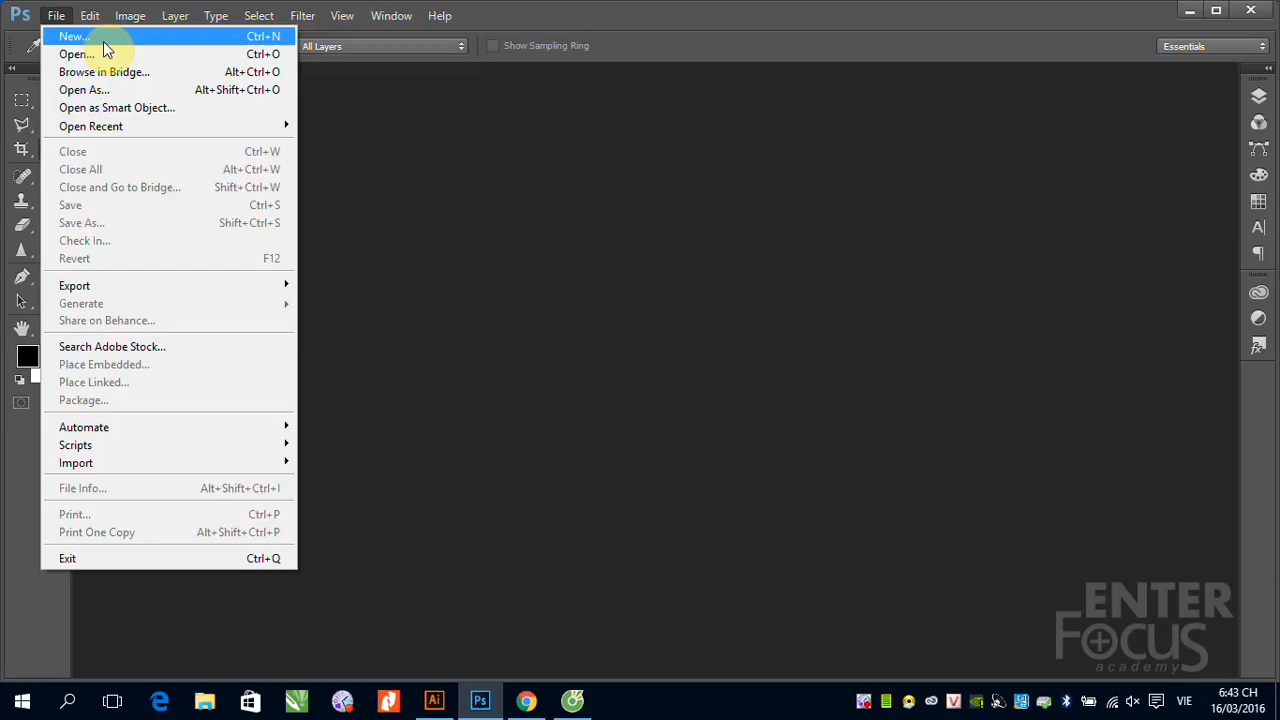 Ps File Edit Image Layer Type Select Filter View Window Help
All Layers Show Sampling Ring Essentials
New... Ctrl+N
Open... Ctrl+O
Browse in Bridge... Alt+Ctrl+O
Open As... Alt+Shift+Ctrl+O
Open as Smart Object...
Open Recent
Close Ctrl+W
Close All Alt+Ctrl+W
Close and Go to Bridge... Shift+Ctrl+W
Save Ctrl+S
Save As... Shift+Ctrl+S
Check In...
Revert F12
Export
Generate
Share on Behance...
Search Adobe Stock...
Place Embedded...
Place Linked...
Package...
Automate
Scripts
Import
File Info... Alt+Shift+Ctrl+I
Print... Ctrl+P
Print One Copy Alt+Shift+Ctrl+P
Exit Ctrl+Q
ENTER
FOCUS
academy
Ai Ps VIE 6:43 CH
16/03/2016